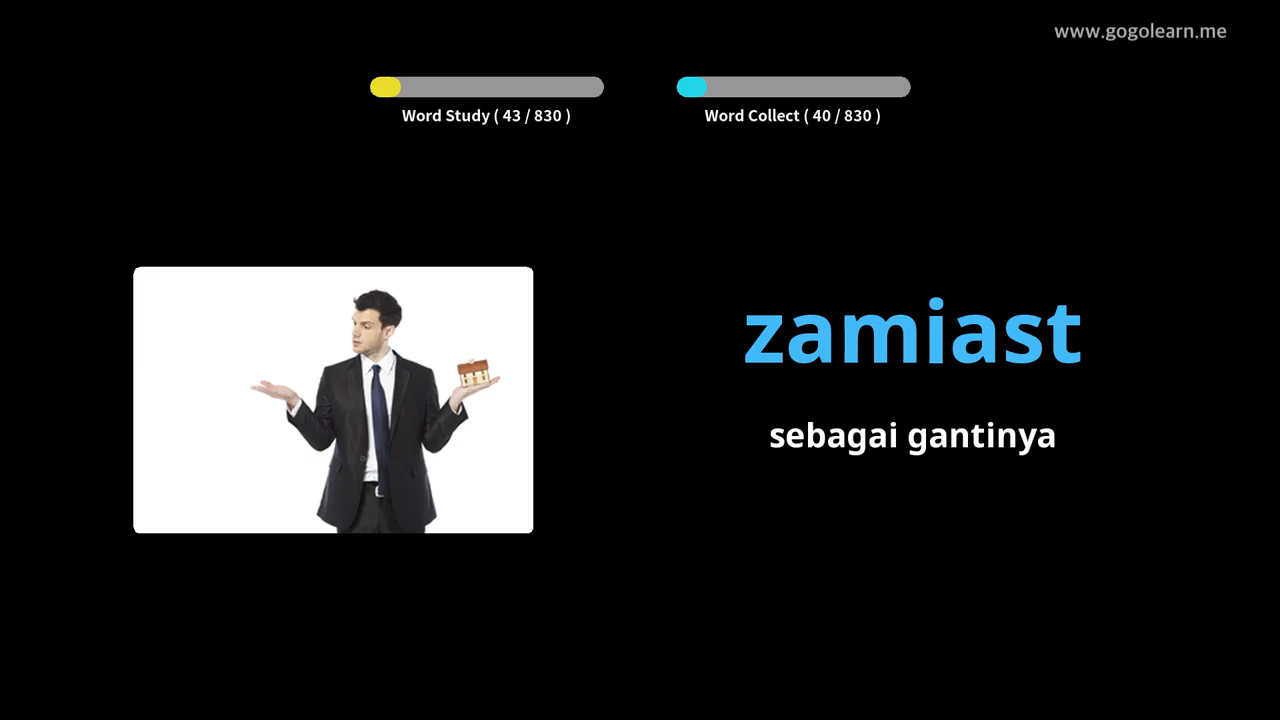 www.gogolearn.me
Word Study ( 43 / 830 )
Word Collect ( 40 / 830 )
zamiast
sebagai gantinya